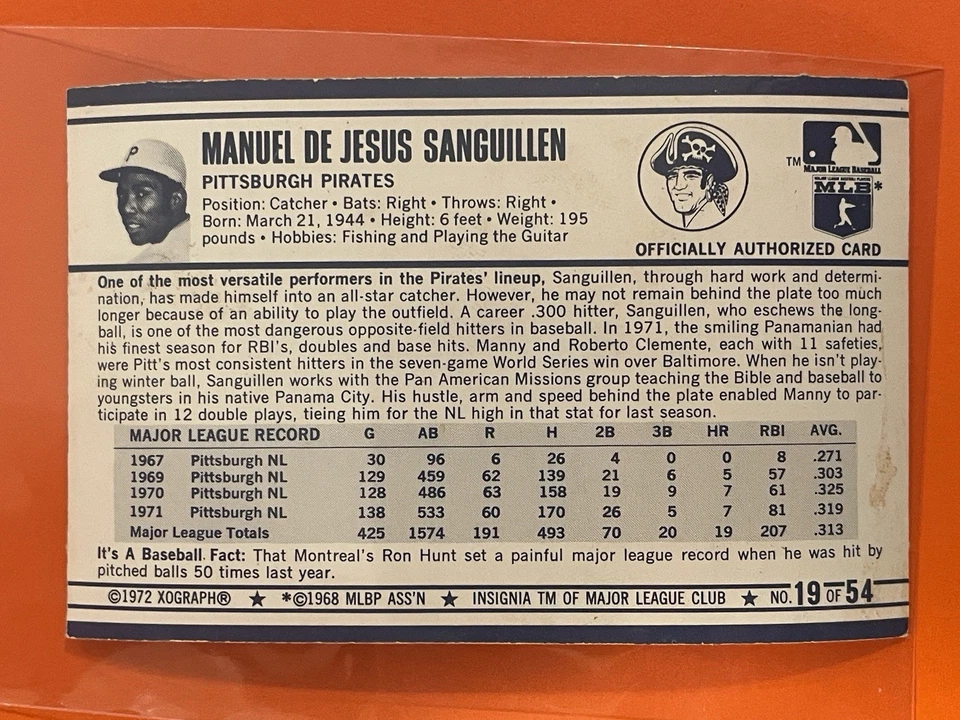 MANUEL DE JESUS SANGUILLEN
PITTSBURGH PIRATES
Position: Catcher • Bats: Right • Throws: Right •
Born: March 21, 1944 • Height: 6 feet • Weight: 195
pounds • Hobbies: Fishing and Playing the Guitar
P
TM
MAJOR LEAGUE BASEBALL
MAJOR LEAGUE BASEBALL PLAYERS
MLB*
OFFICIALLY AUTHORIZED CARD
One of the most versatile performers in the Pirates' lineup, Sanguillen, through hard work and determi-
nation, has made himself into an all-star catcher. However, he may not remain behind the plate too much
longer because of an ability to play the outfield. A career .300 hitter, Sanguillen, who eschews the long-
ball, is one of the most dangerous opposite-field hitters in baseball. In 1971, the smiling Panamanian had
his finest season for RBI's, doubles and base hits. Manny and Roberto Clemente, each with 11 safeties,
were Pitt's most consistent hitters in the seven-game World Series win over Baltimore. When he isn't play-
ing winter ball, Sanguillen works with the Pan American Missions group teaching the Bible and baseball to
youngsters in his native Panama City. His hustle, arm and speed behind the plate enabled Manny to par-
ticipate in 12 double plays, tieing him for the NL high in that stat for last season.
MAJOR LEAGUE RECORD G AB R H 2B 3B HR RBI AVG.
1967 Pittsburgh NL 30 96 6 26 4 0 0 8 .271
1969 Pittsburgh NL 129 459 62 139 21 6 5 57 .303
1970 Pittsburgh NL 128 486 63 158 19 9 7 61 .325
1971 Pittsburgh NL 138 533 60 170 26 5 7 81 .319
Major League Totals 425 1574 191 493 70 20 19 207 .313
It's A Baseball Fact: That Montreal's Ron Hunt set a painful major league record when he was hit by
pitched balls 50 times last year.
©1972 XOGRAPH® ★ *©1968 MLBP ASS'N ★ INSIGNIA TM OF MAJOR LEAGUE CLUB ★ NO. 19 OF 54